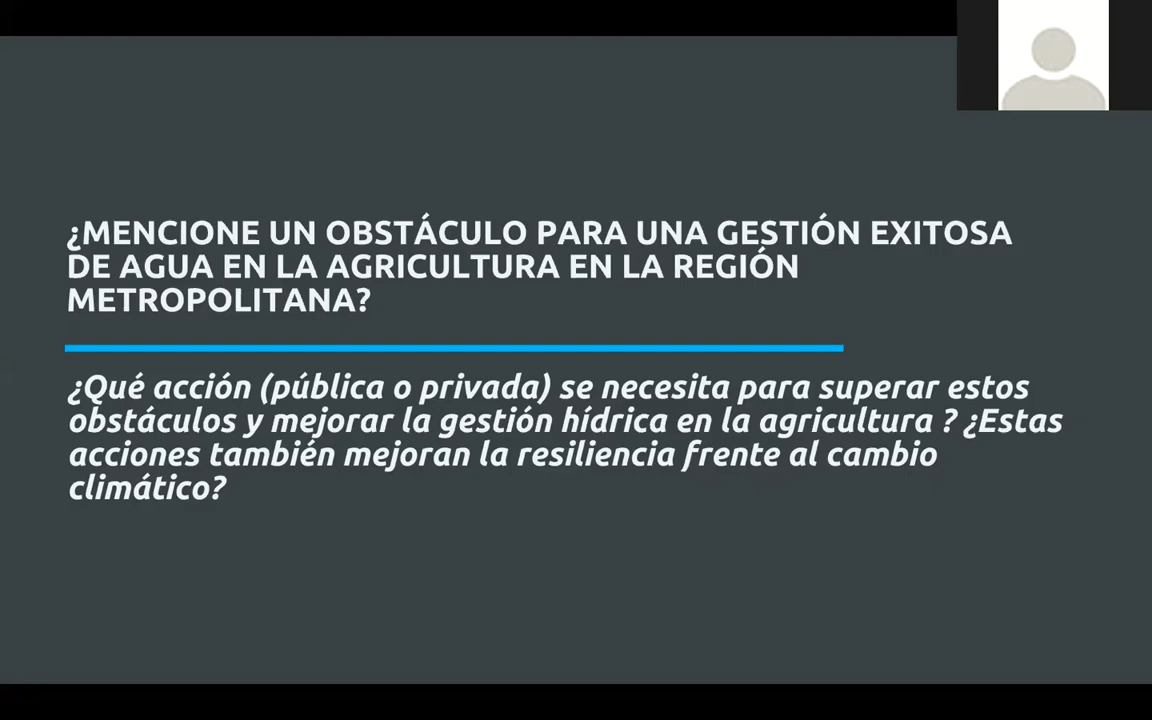 ¿MENCIONE UN OBSTÁCULO PARA UNA GESTIÓN EXITOSA
DE AGUA EN LA AGRICULTURA EN LA REGIÓN
METROPOLITANA?
¿Qué acción (pública o privada) se necesita para superar estos
obstáculos y mejorar la gestión hídrica en la agricultura ? ¿Estas
acciones también mejoran la resiliencia frente al cambio
climático?